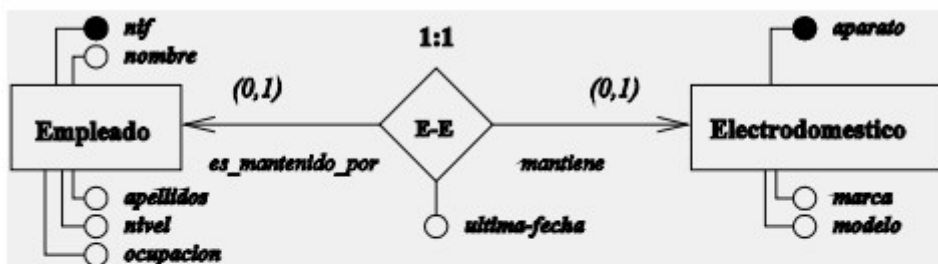 nif
nombre
1:1
aparato
(0,1)
(0,1)
Empleado
E-E
Electrodomestico
es_mantenido_por
mantiene
apellidos
nivel
ocupacion
ultima-fecha
marca
modelo